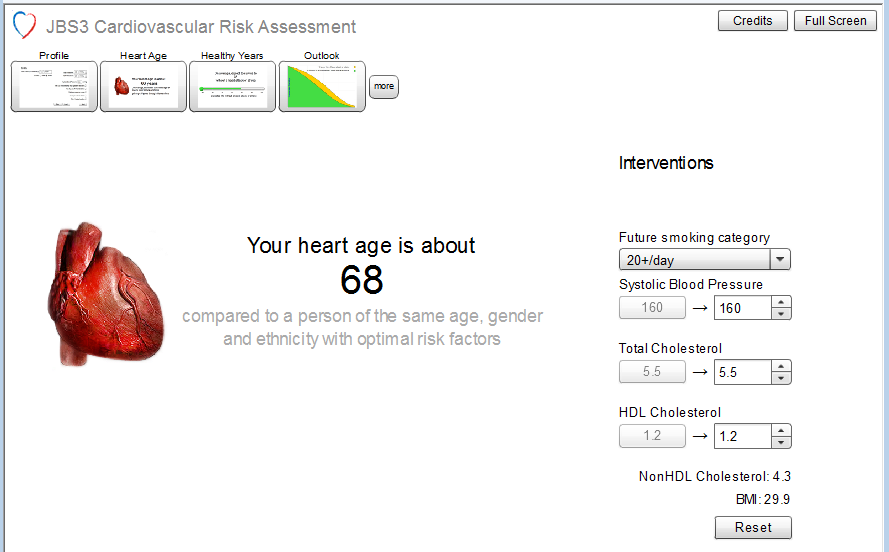 JBS3 Cardiovascular Risk Assessment
Credits
Full Screen
Profile
Heart Age
Healthy Years
Outlook
more
Interventions
Your heart age is about
68
compared to a person of the same age, gender
and ethnicity with optimal risk factors
Future smoking category
20+/day
Systolic Blood Pressure
160 → 160
Total Cholesterol
5.5 → 5.5
HDL Cholesterol
1.2 → 1.2
NonHDL Cholesterol: 4.3
BMI: 29.9
Reset